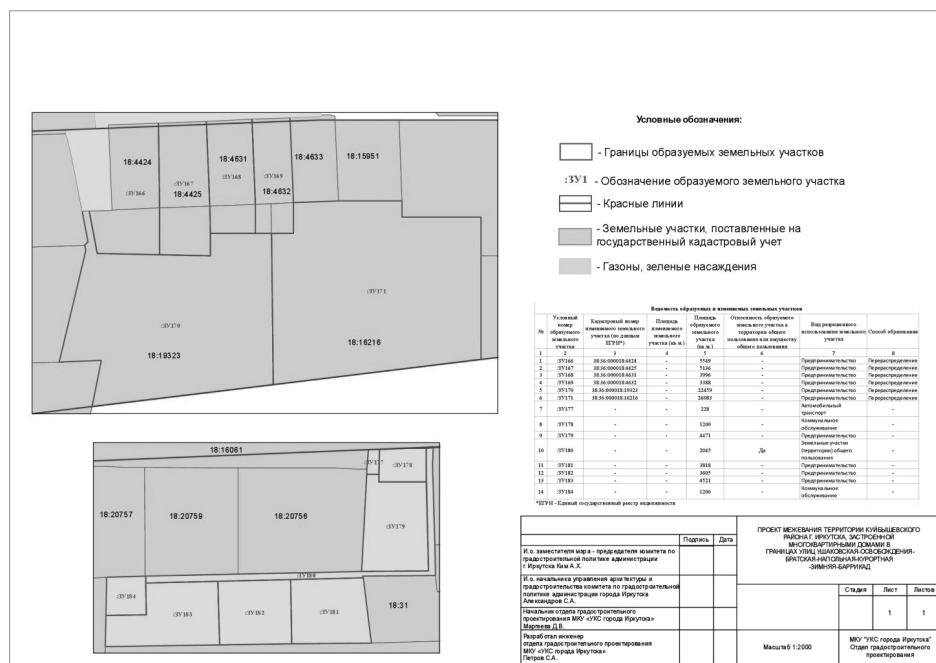 18:4424
18:4631
18:4633
18:15951
:ЗУ166
:ЗУ167
:ЗУ168
:ЗУ169
18:4425
18:4632
:ЗУ171
:ЗУ170
18:19323
18:16216
Условные обозначения:
- Границы образуемых земельных участков
:ЗУ1 - Обозначение образуемого земельного участка
- Красные линии
- Земельные участки, поставленные на
государственный кадастровый учет
- Газоны, зеленые насаждения
Ведомость образуемых и изменяемых земельных участков
№ Условный номер образуемого земельного участка Кадастровый номер изменяемого земельного участка (по данным ЕГРН*) Площадь изменяемого земельного участка (кв.м.) Площадь образуемого земельного участка (кв.м.) Относимость образуемого земельного участка к территории общего пользования или имуществу общего пользования Вид разрешенного использования земельного участка Способ образования
1 2 3 4 5 6 7 8
1 :ЗУ166 38:36:000018:4424 - 5549 - Предпринимательство Перераспределение
2 :ЗУ167 38:36:000018:4425 - 5136 - Предпринимательство Перераспределение
3 :ЗУ168 38:36:000018:4631 - 3996 - Предпринимательство Перераспределение
4 :ЗУ169 38:36:000018:4632 - 3388 - Предпринимательство Перераспределение
5 :ЗУ170 38:36:000018:19323 - 22459 - Предпринимательство Перераспределение
6 :ЗУ171 38:36:000018:16216 - 26083 - Предпринимательство Перераспределение
7 :ЗУ177 - - 228 - Автомобильный транспорт -
8 :ЗУ178 - - 1200 - Коммунальное обслуживание -
9 :ЗУ179 - - 4471 - Предпринимательство -
10 :ЗУ180 - - 2045 Да Земельные участки (территории) общего пользования -
11 :ЗУ181 - - 3818 - Предпринимательство -
12 :ЗУ182 - - 3605 - Предпринимательство -
13 :ЗУ183 - - 4521 - Предпринимательство -
14 :ЗУ184 - - 1200 - Коммунальное обслуживание -
*ЕГРН - Единый государственный реестр недвижимости
18:16061
:ЗУ177
:ЗУ178
18:20757
18:20759
18:20756
:ЗУ179
:ЗУ180
:ЗУ184
:ЗУ183
:ЗУ182
:ЗУ181
18:31
Подпись Дата
И.о. заместителя мэра - председателя комитета по
градостроительной политике администрации
г. Иркутска Ким А.Х.
И.о. начальника управления архитектуры и
градостроительства комитета по градостроительной
политике администрации города Иркутска
Александров С.А.
Начальник отдела градостроительного
проектирования МКУ «УКС города Иркутска»
Мартеева Д.В.
Разработал инженер
отдела градостроительного проектирования
МКУ «УКС города Иркутска»
Петров С.А.
ПРОЕКТ МЕЖЕВАНИЯ ТЕРРИТОРИИ КУЙБЫШЕВСКОГО
РАЙОНА Г. ИРКУТСКА, ЗАСТРОЕННОЙ
МНОГОКВАРТИРНЫМИ ДОМАМИ В
ГРАНИЦАХ УЛИЦ УШАКОВСКАЯ-ОСВОБОЖДЕНИЯ-
БРАТСКАЯ-НАПОЛЬНАЯ-КУРОРТНАЯ
-ЗИМНЯЯ-БАРРИКАД
Стадия Лист Листов
1 1
Масштаб 1:2000
МКУ "УКС города Иркутска"
Отдел градостроительного
проектирования